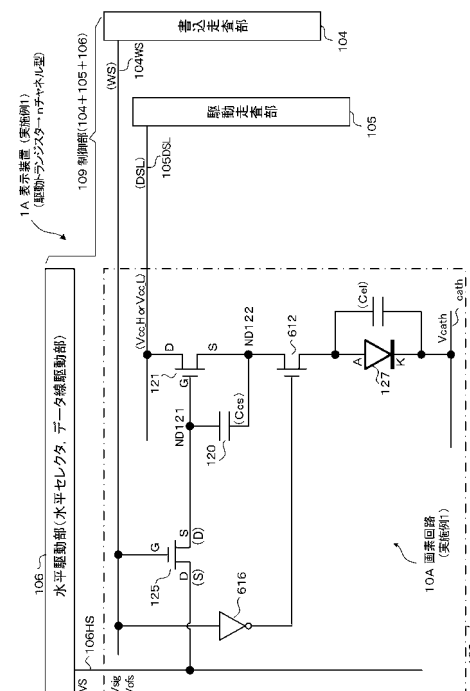 1A 表示装置(実施例1)
(駆動トランジスターnチャネル型)
109 制御部(104+105+106)
106
水平駆動部(水平セレクタ, データ線駆動部)
書込走査部
104
(WS)
104WS
駆動走査部
105
(DSL)
105DSL
(Vcc_HorVcc_L)
D
121
G
S
ND122
ND121
(Ccs)
120
612
(Cel)
A
127
K
Vcath
cath
G
D
(S)
S
(D)
125
616
106HS
VS
Vsig
Vofs
10A 画素回路
(実施例1)